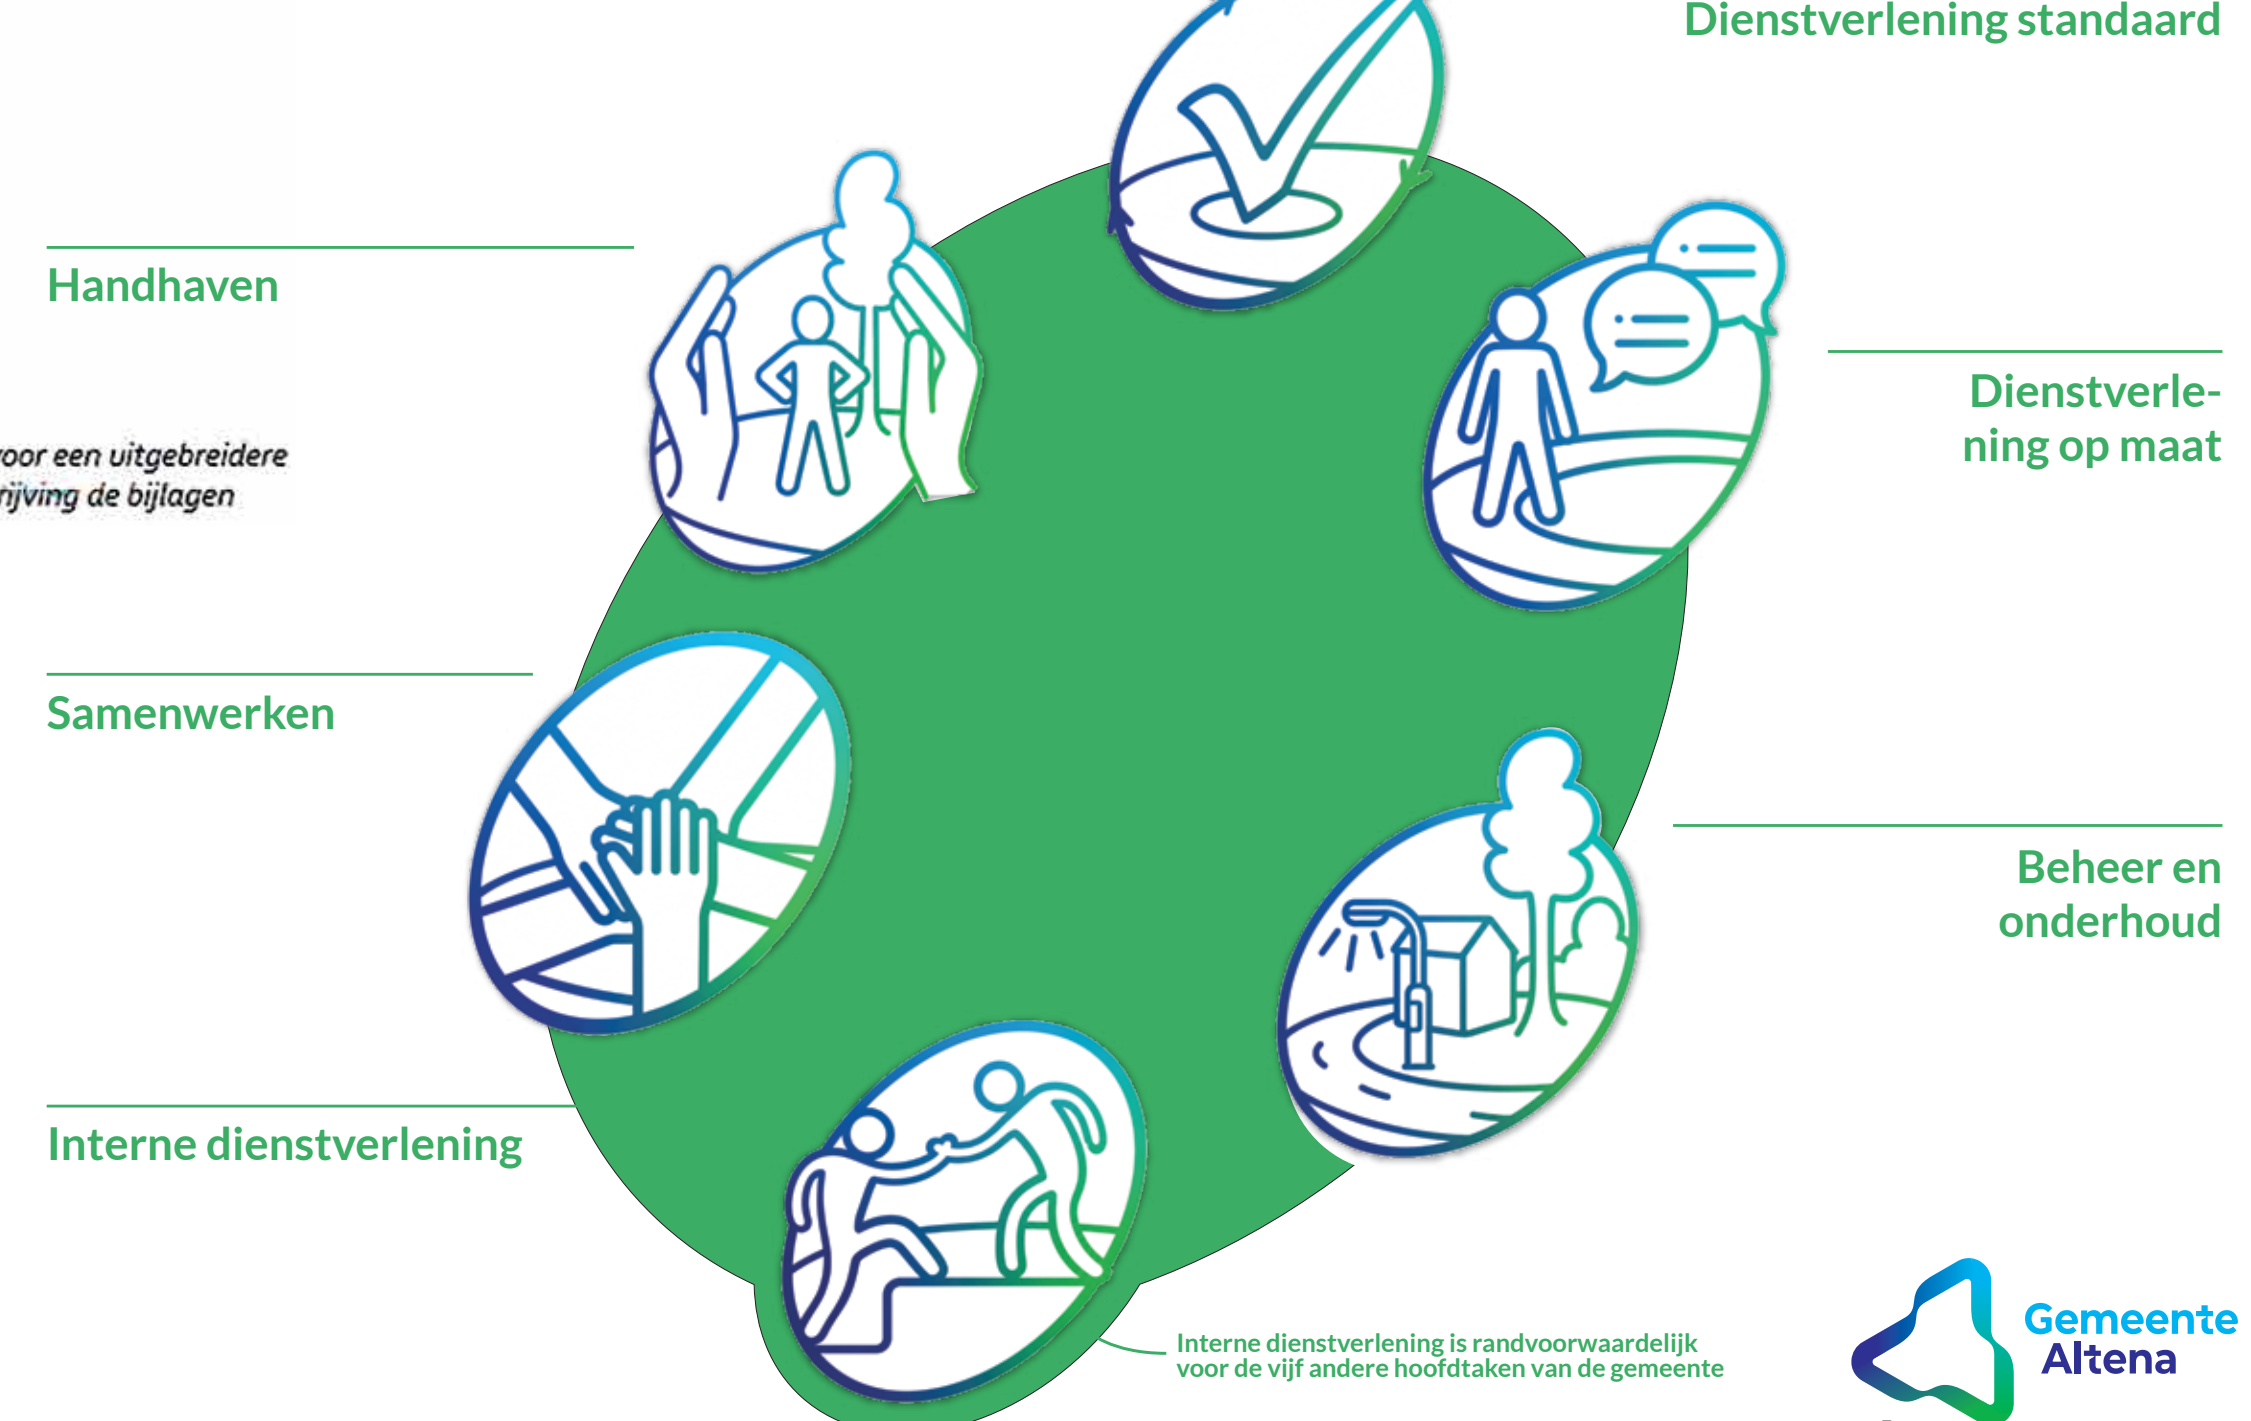 Dienstverlening standaard
Handhaven
Dienstverle-
ning op maat
een uitgebreidere
de bijlagen
Samenwerken
Beheer en
onderhoud
Interne dienstverlening
Interne dienstverlening is randvoorwaardelijk
voor de vijf andere hoofdtaken van de gemeente
Gemeente
Altena